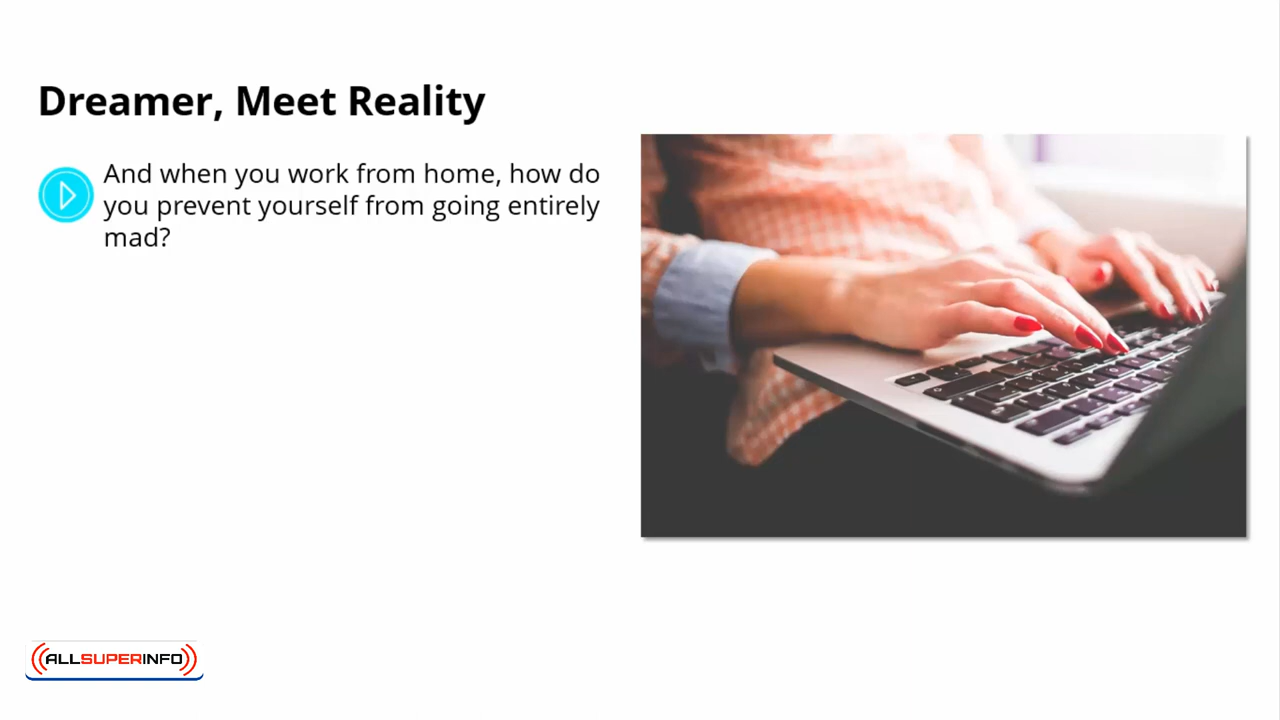 Dreamer, Meet Reality
And when you work from home, how do
you prevent yourself from going entirely
mad?
ALLSUPERINFO